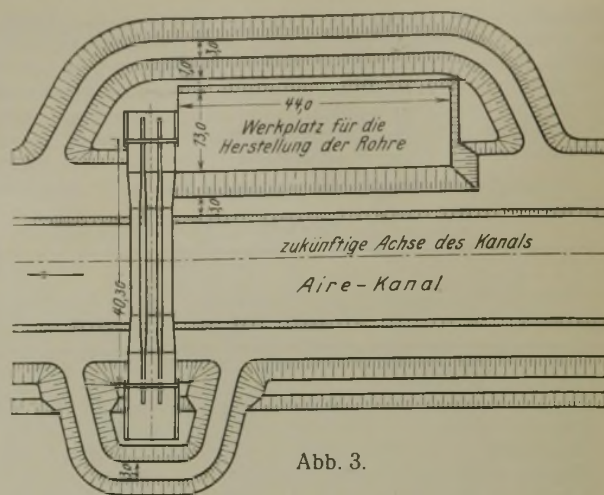 3,0
1,0
44,0
Werkplatz für die
Herstellung der Rohre
13,0
3,0
zukünftige Achse des Kanals
Aire-Kanal
40,30
3,0
Abb. 3.